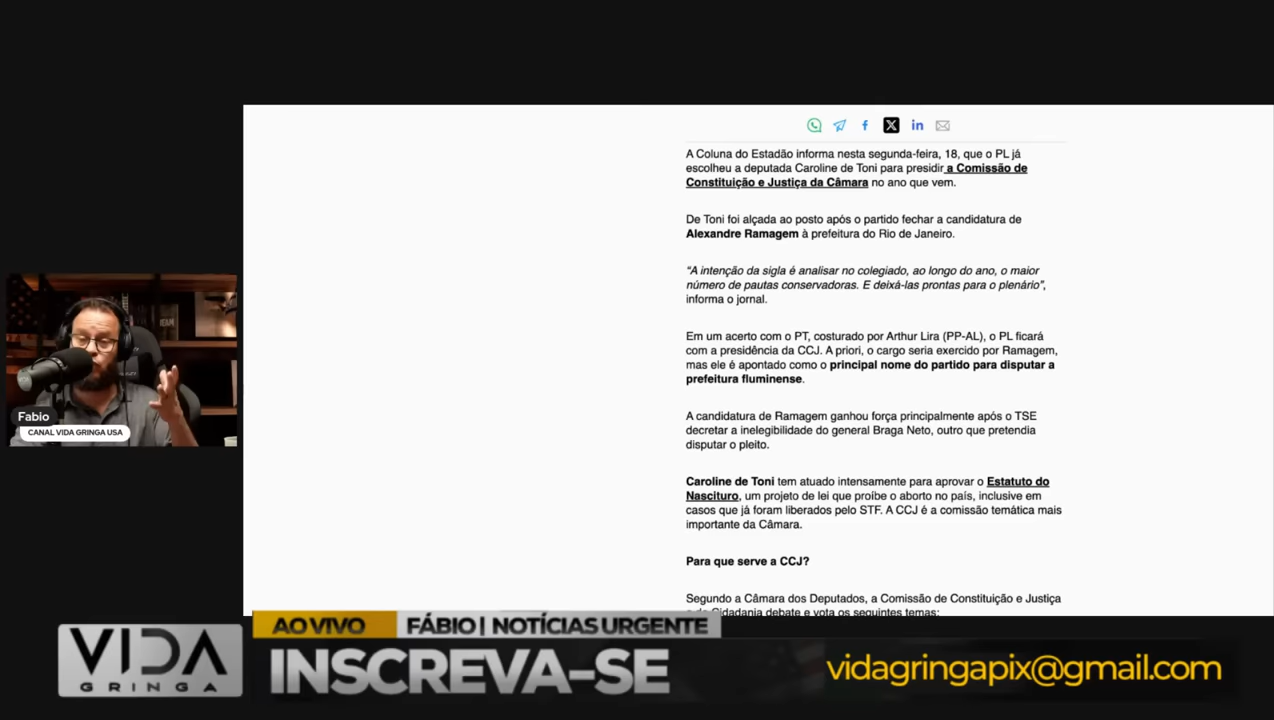 A Coluna do Estadão informa nesta segunda-feira, 18, que o PL já
escolheu a deputada Caroline de Toni para presidir a Comissão de
Constituição e Justiça da Câmara no ano que vem.
De Toni foi alçada ao posto após o partido fechar a candidatura de
Alexandre Ramagem à prefeitura do Rio de Janeiro.
“A intenção da sigla é analisar no colegiado, ao longo do ano, o maior
número de pautas conservadoras. E deixá-las prontas para o plenário”,
informa o jornal.
Em um acerto com o PT, costurado por Arthur Lira (PP-AL), o PL ficará
com a presidência da CCJ. A priori, o cargo seria exercido por Ramagem,
mas ele é apontado como o principal nome do partido para disputar a
prefeitura fluminense.
A candidatura de Ramagem ganhou força principalmente após o TSE
decretar a inelegibilidade do general Braga Neto, outro que pretendia
disputar o pleito.
Caroline de Toni tem atuado intensamente para aprovar o Estatuto do
Nascituro, um projeto de lei que proíbe o aborto no país, inclusive em
casos que já foram liberados pelo STF. A CCJ é a comissão temática mais
importante da Câmara.
Para que serve a CCJ?
Segundo a Câmara dos Deputados, a Comissão de Constituição e Justiça
e de Cidadania debate e vota os seguintes temas:
Fabio
CANAL VIDA GRINGA USA
AO VIVO
FÁBIO | NOTÍCIAS URGENTE
VIDA
GRINGA
INSCREVA-SE
vidagringapix@gmail.com